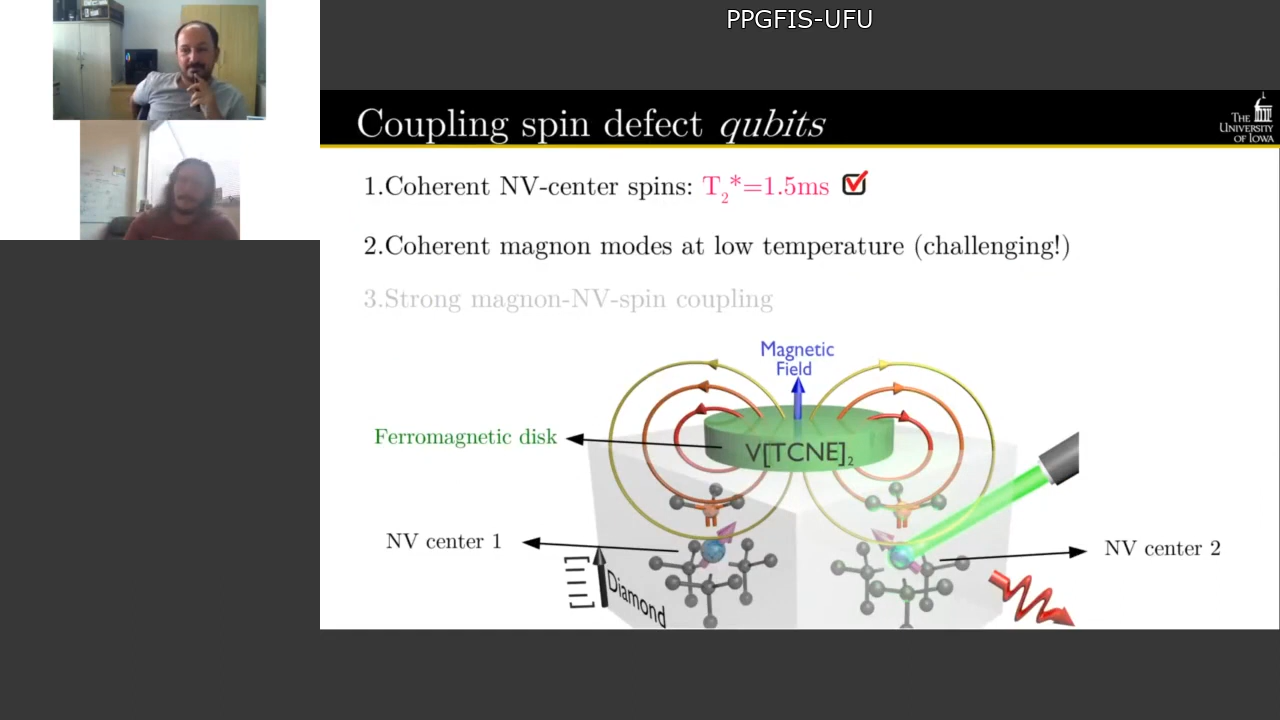 PPGFIS-UFU
Coupling spin defect qubits
THE
UNIVERSITY
OF IOWA
1.Coherent NV-center spins: T₂*=1.5ms
2.Coherent magnon modes at low temperature (challenging!)
3.Strong magnon-NV-spin coupling
Magnetic
Field
Ferromagnetic disk
V[TCNE]₂
NV center 1
NV center 2
[111]
Diamond